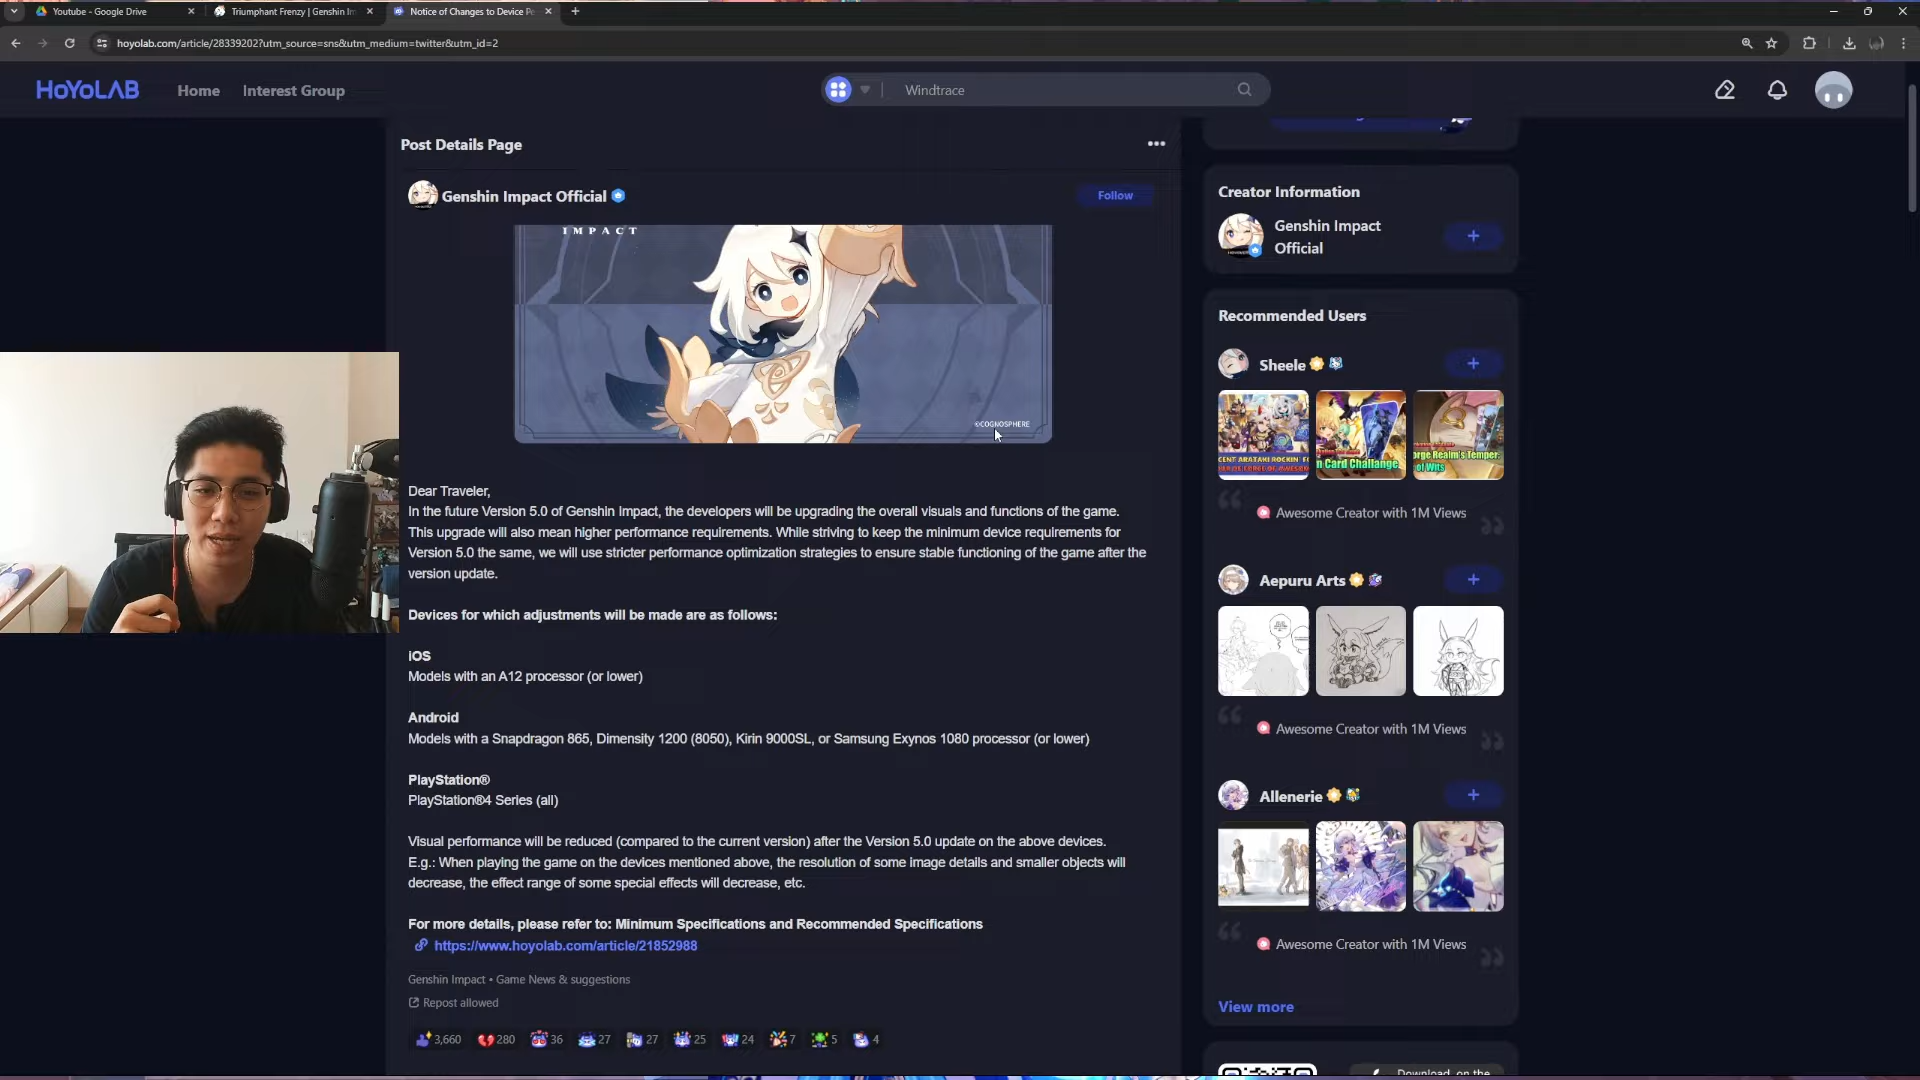 Youtube - Google Drive
Triumphant Frenzy | Genshin Im
Notice of Changes to Device Pe
hoyolab.com/article/28339202?utm_source=sns&utm_medium=twitter&utm_id=2
HoYoLAB
Home
Interest Group
Windtrace
Post Details Page
Genshin Impact Official
Follow
IMPACT
©COGNOSPHERE
Dear Traveler,
In the future Version 5.0 of Genshin Impact, the developers will be upgrading the overall visuals and functions of the game.
This upgrade will also mean higher performance requirements. While striving to keep the minimum device requirements for
Version 5.0 the same, we will use stricter performance optimization strategies to ensure stable functioning of the game after the
version update.
Devices for which adjustments will be made are as follows:
iOS
Models with an A12 processor (or lower)
Android
Models with a Snapdragon 865, Dimensity 1200 (8050), Kirin 9000SL, or Samsung Exynos 1080 processor (or lower)
PlayStation®
PlayStation®4 Series (all)
Visual performance will be reduced (compared to the current version) after the Version 5.0 update on the above devices.
E.g.: When playing the game on the devices mentioned above, the resolution of some image details and smaller objects will
decrease, the effect range of some special effects will decrease, etc.
For more details, please refer to: Minimum Specifications and Recommended Specifications
https://www.hoyolab.com/article/21852988
Genshin Impact • Game News & suggestions
Repost allowed
3,660 280 36 27 27 25 24 7 5 4
Creator Information
Genshin Impact
Official
Recommended Users
Sheele
CENT ARATAKI ROCKIN' F
n Card Challange
orge Realm's Temper:
of Wits
Awesome Creator with 1M Views
Aepuru Arts
Awesome Creator with 1M Views
Allenerie
Awesome Creator with 1M Views
View more
Download on the